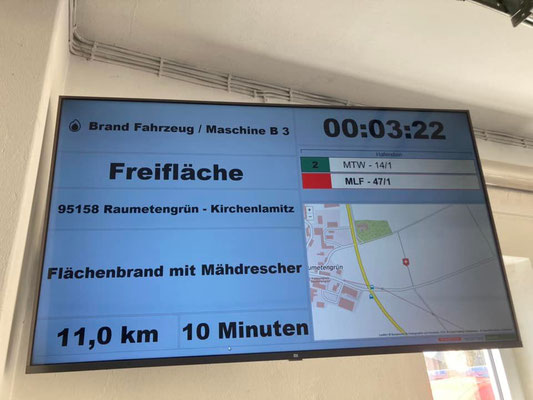 Brand Fahrzeug / Maschine B 3
00:03:22
Freifläche
2 MTW - 14/1
MLF - 47/1
95158 Raumetengrün - Kirchenlamitz
Flächenbrand mit Mähdrescher
11,0 km
10 Minuten
aumetengrün